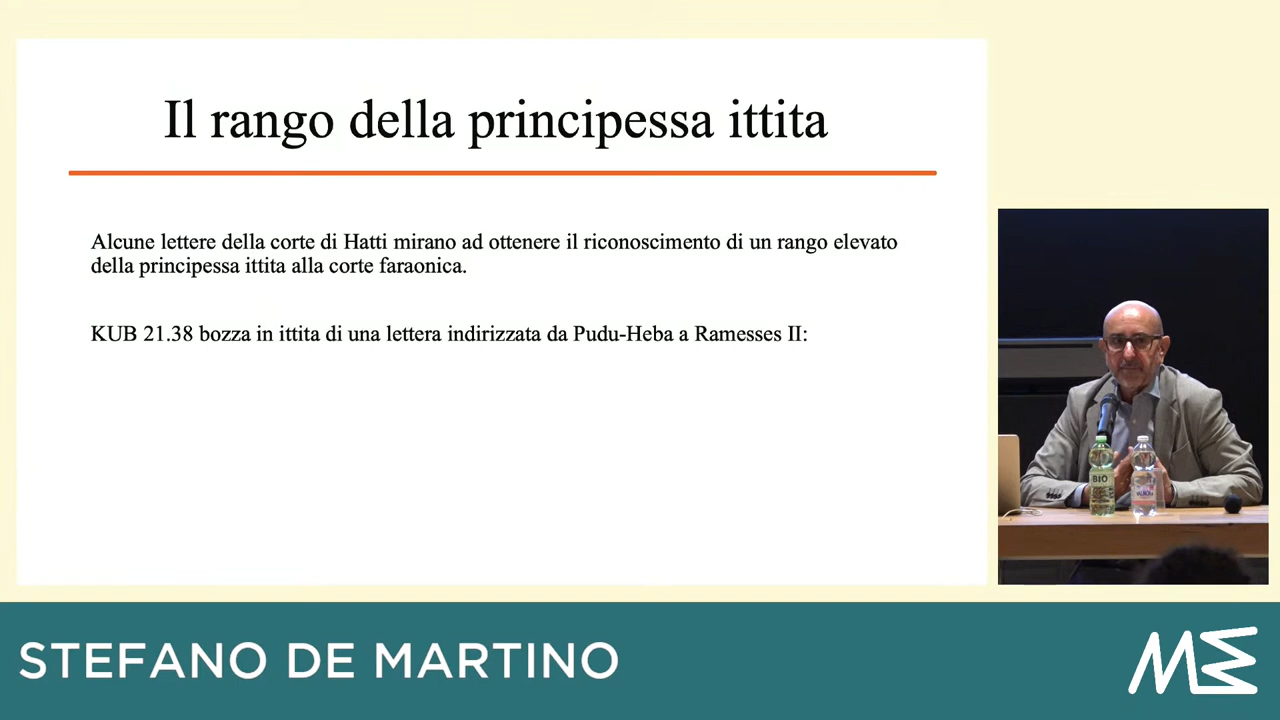 Il rango della principessa ittita
Alcune lettere della corte di Hatti mirano ad ottenere il riconoscimento di un rango elevato
della principessa ittita alla corte faraonica.
KUB 21.38 bozza in ittita di una lettera indirizzata da Pudu-Heba a Ramesses II:
BIO
STEFANO DE MARTINO
ME